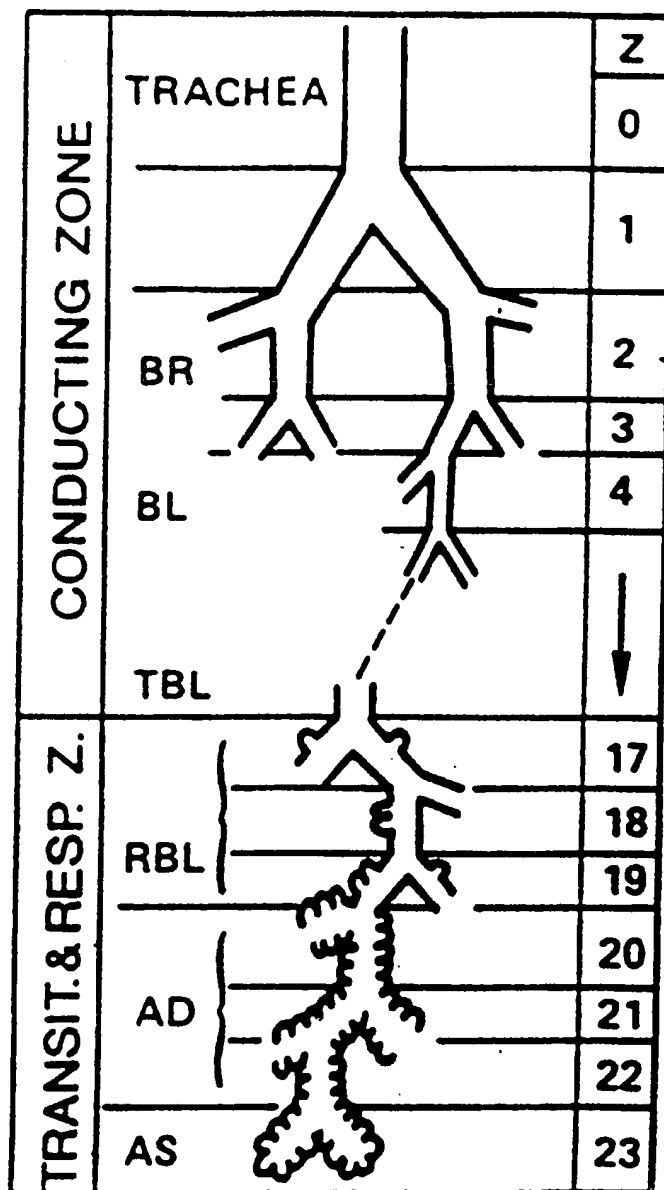 Z
TRACHEA
0
1
BR
2
3
BL
4
TBL
17
18
RBL
19
20
AD
21
22
AS
23
CONDUCTING ZONE
TRANSIT.& RESP. Z.